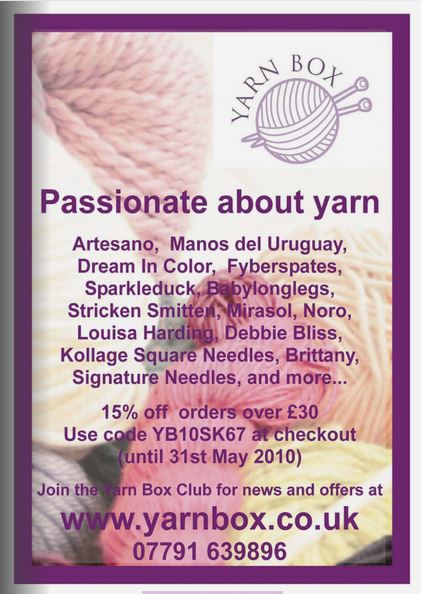 YARN BOX
Passionate about yarn
Artesano, Manos del Uruguay,
Dream In Color, Fyberspates,
Sparkleduck, Babylonglegs,
Stricken Smitten, Mirasol, Noro,
Louisa Harding, Debbie Bliss,
Kollage Square Needles, Brittany,
Signature Needles, and more...
15% off orders over £30
Use code YB10SK67 at checkout
(until 31st May 2010)
Join the Yarn Box Club for news and offers at
www.yarnbox.co.uk
07791 639896